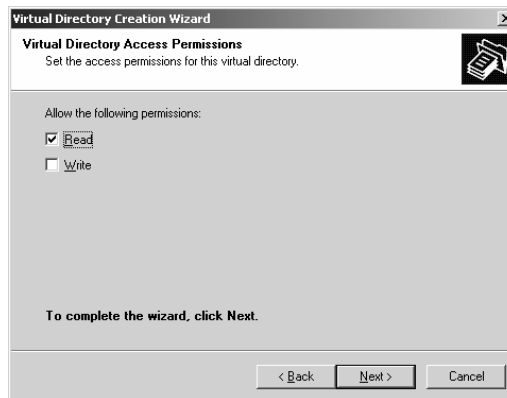 Virtual Directory Creation Wizard
Virtual Directory Access Permissions
Set the access permissions for this virtual directory.
Allow the following permissions:
Read
Write
To complete the wizard, click Next.
< Back Next > Cancel